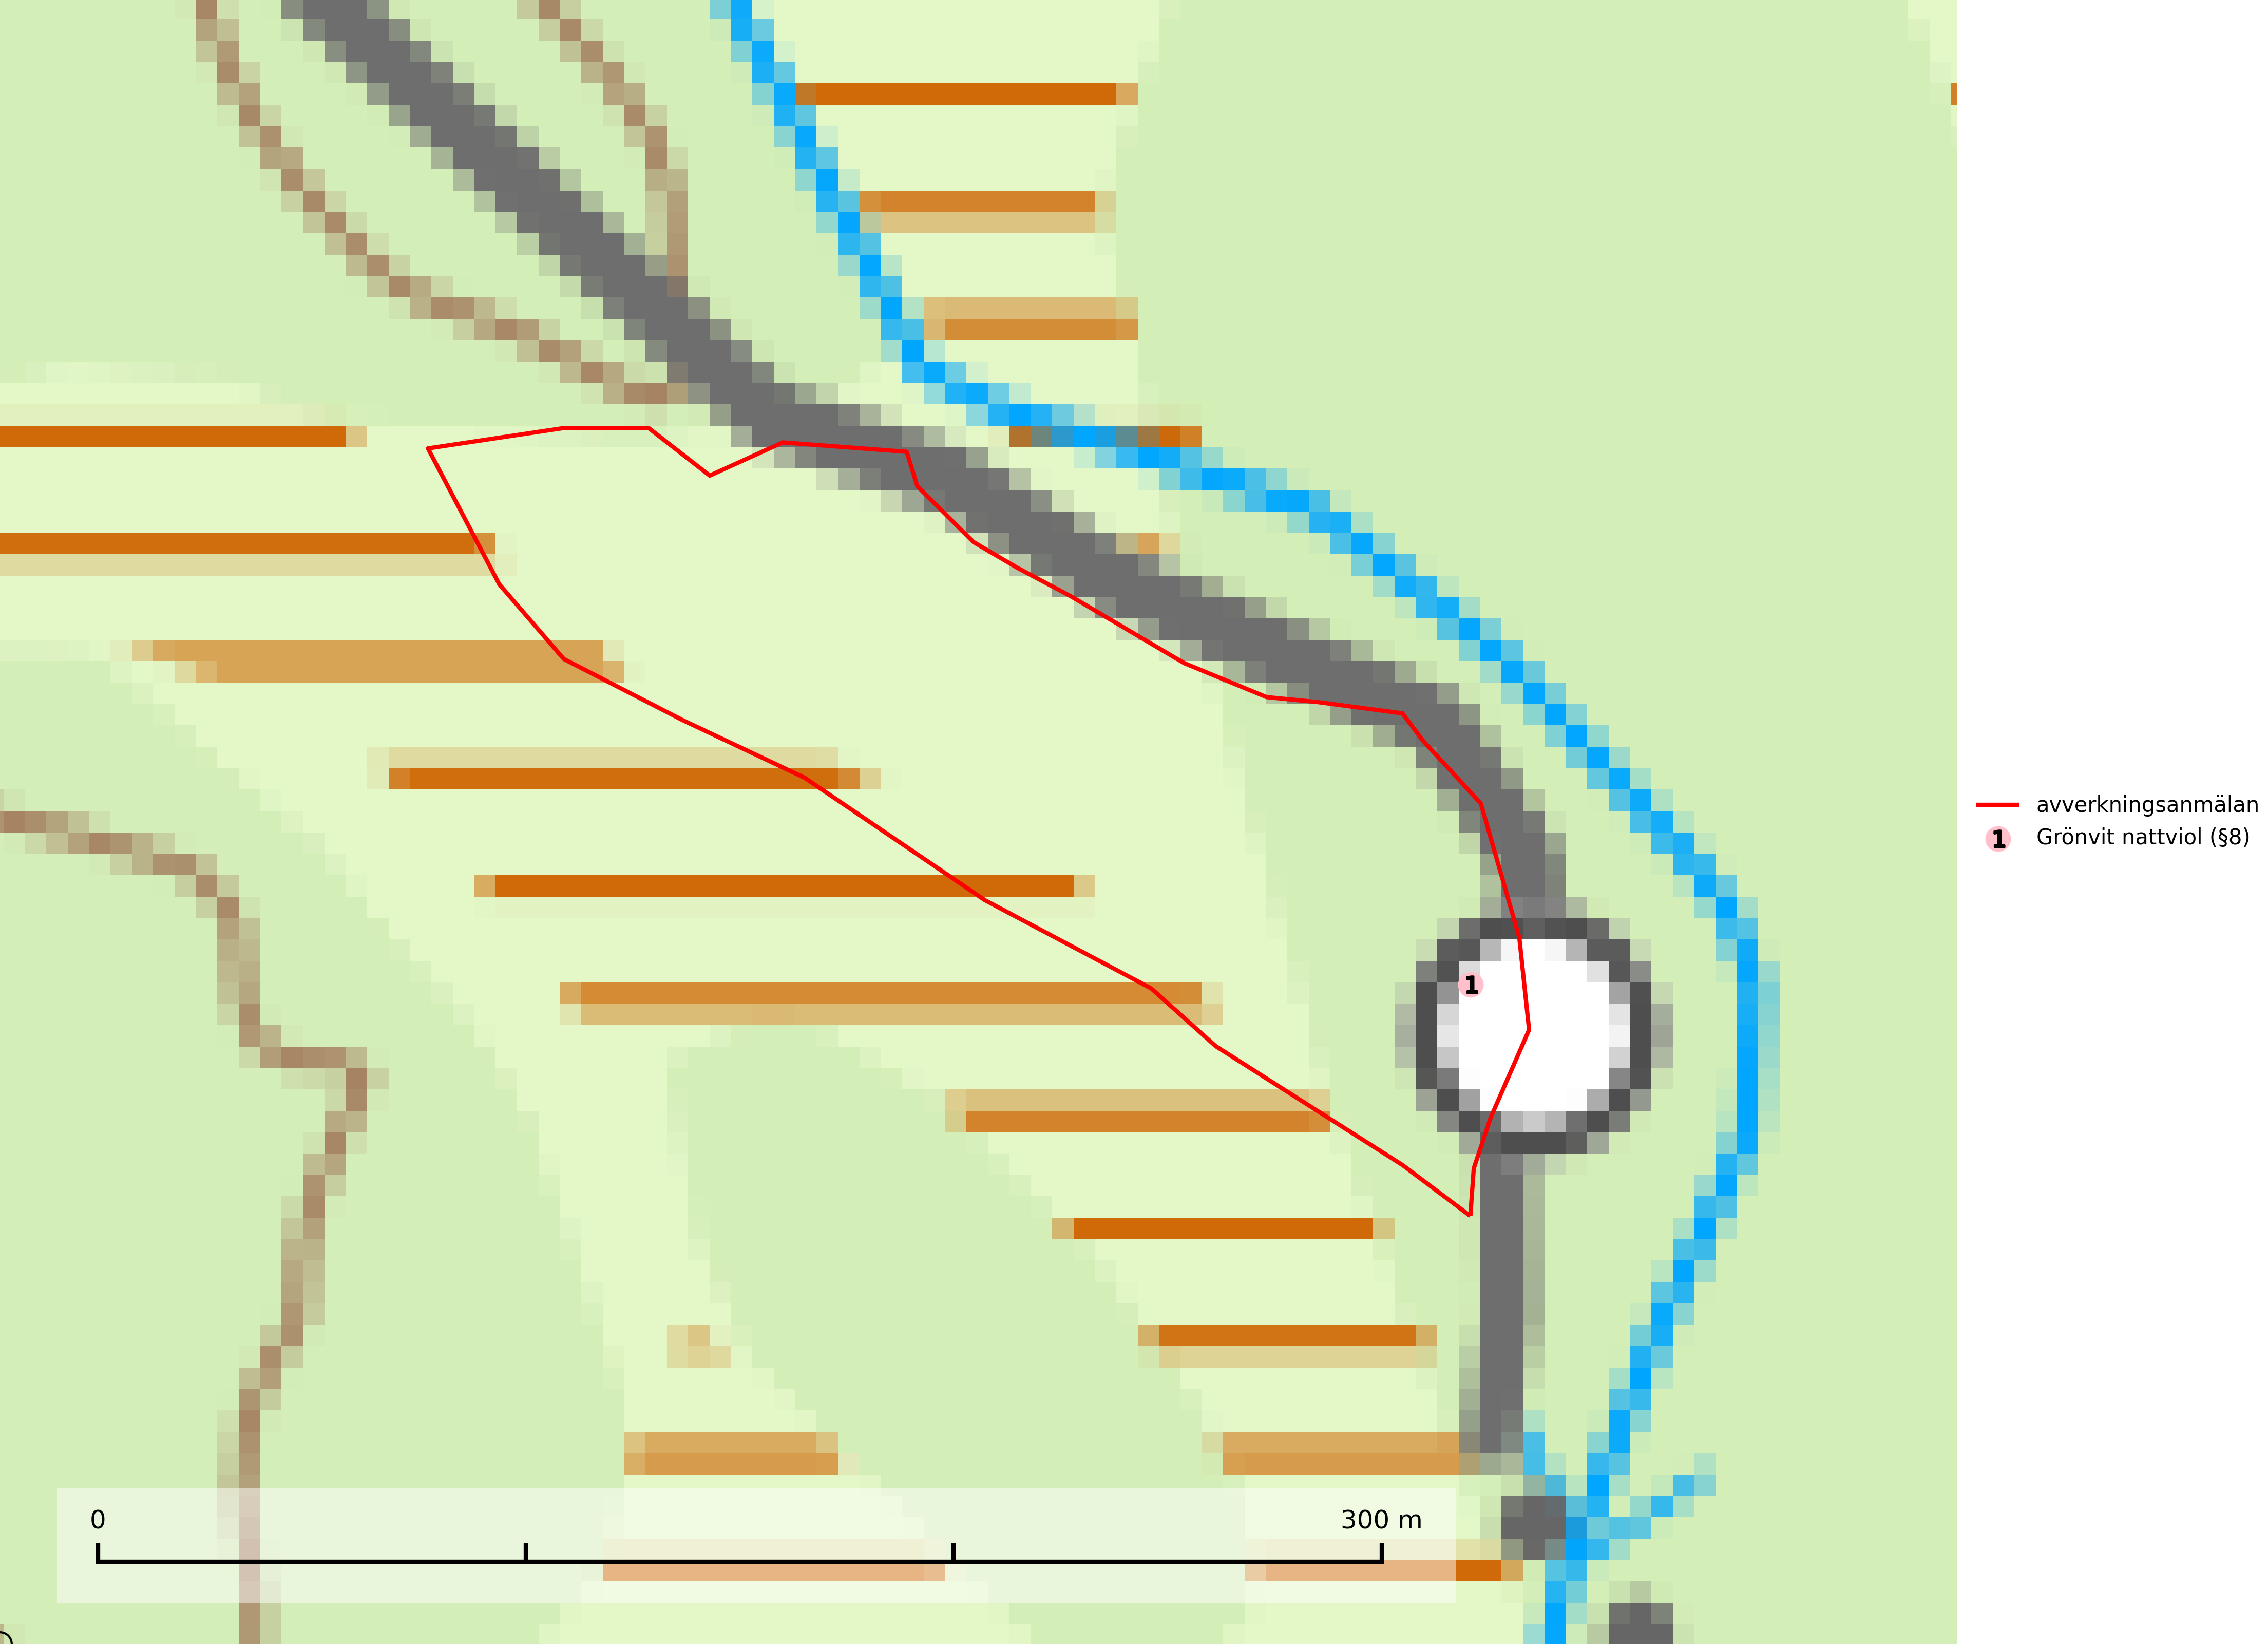 avverkningsanmälan
1 Grönvit nattviol (§8)
1
0 300 m